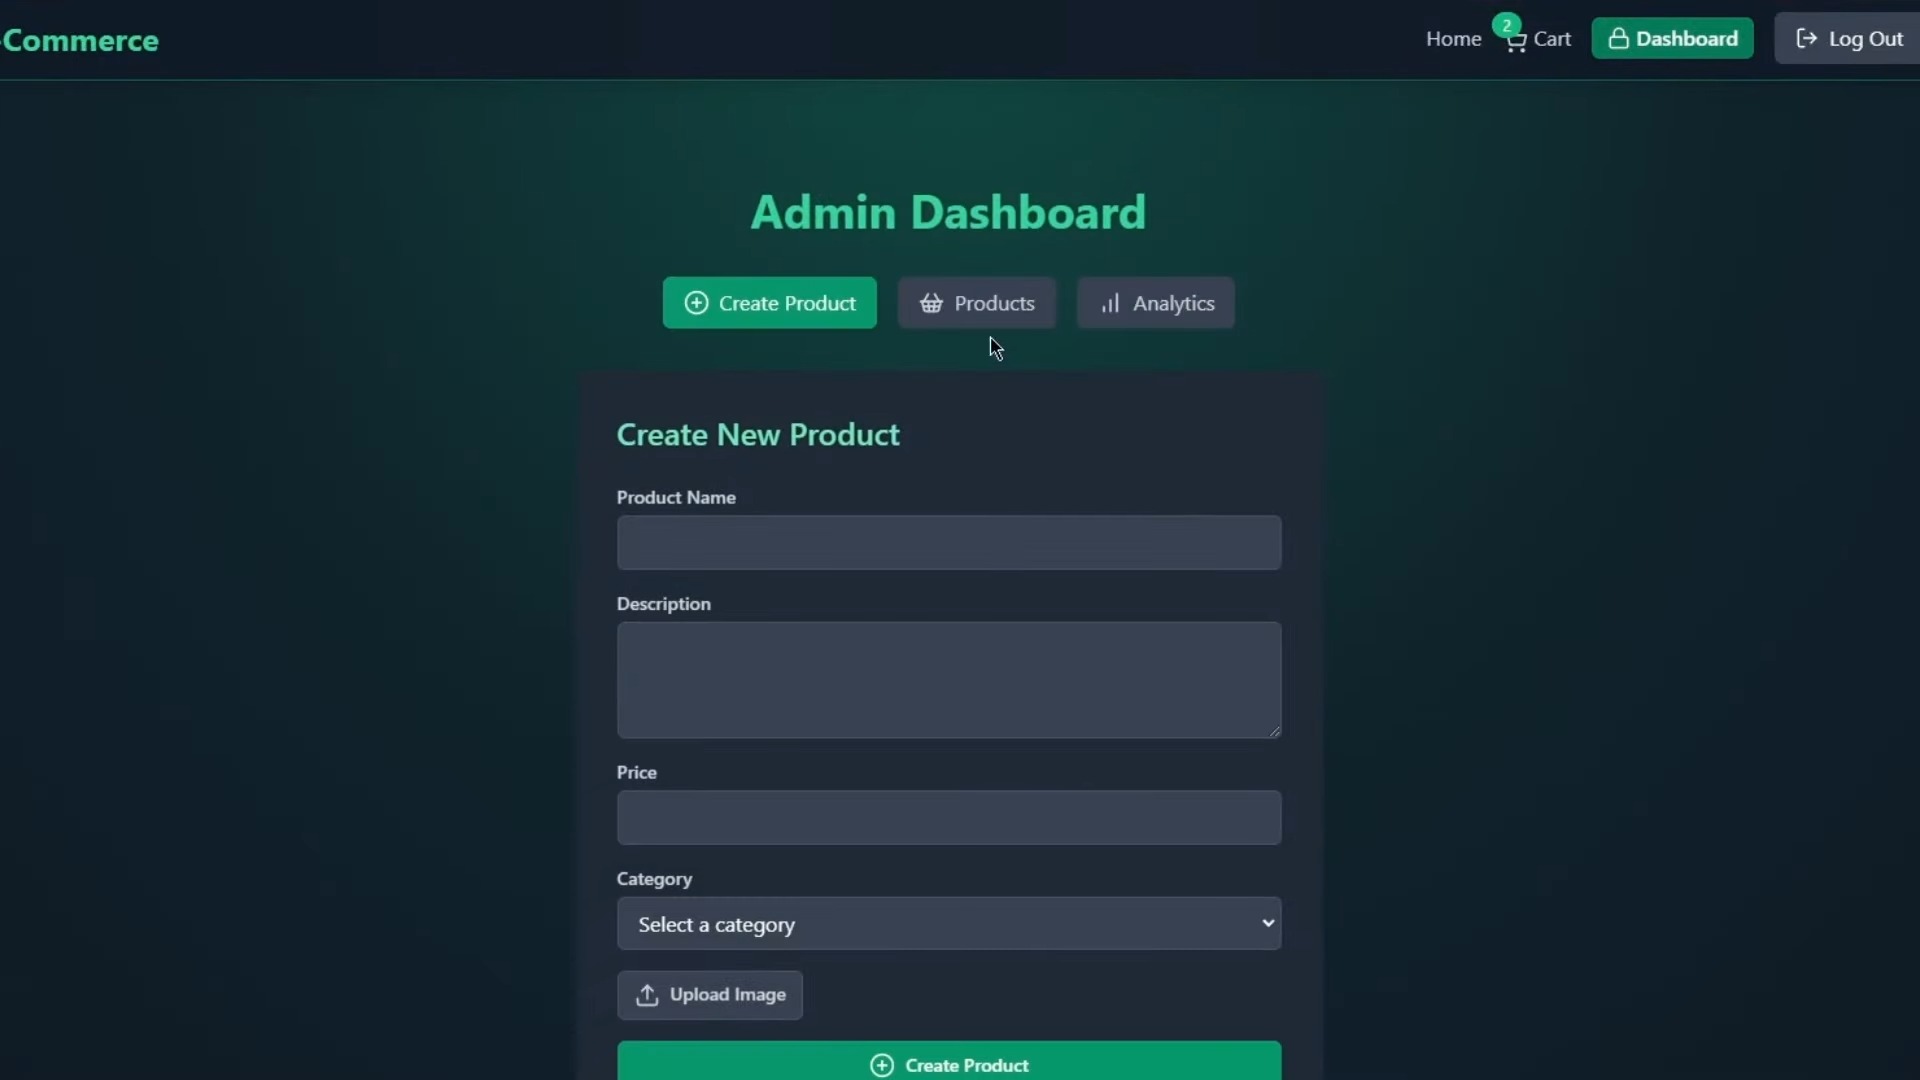 -Commerce
Home
2
Cart
Dashboard
Log Out
Admin Dashboard
Create Product
Products
Analytics
Create New Product
Product Name
Description
Price
Category
Select a category
Upload Image
Create Product